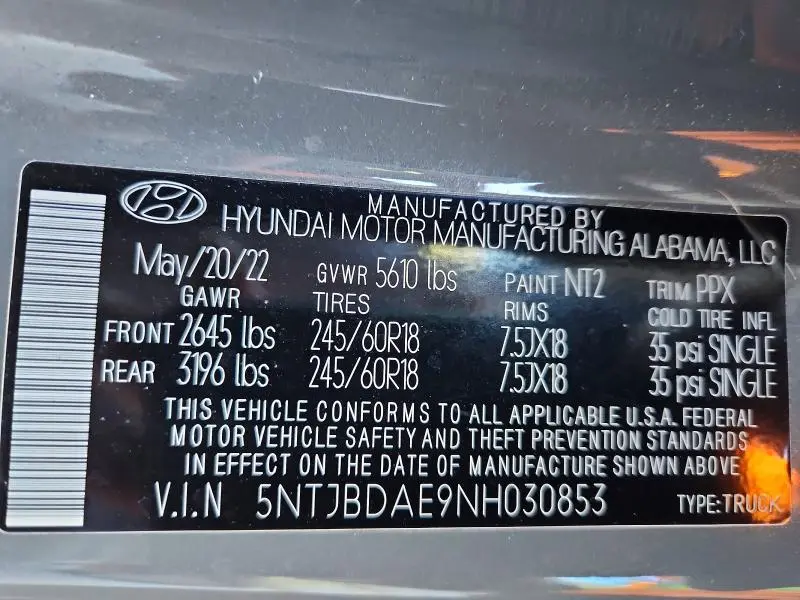 MANUFACTURED BY
HYUNDAI MOTOR MANUFACTURING ALABAMA, LLC
May/20/22 GVWR 5610 lbs PAINT NT2 TRIM PPX
GAWR TIRES RIMS COLD TIRE INFL
FRONT 2645 lbs 245/60R18 7.5JX18 35 psi SINGLE
REAR 3196 lbs 245/60R18 7.5JX18 35 psi SINGLE
THIS VEHICLE CONFORMS TO ALL APPLICABLE U.S.A. FEDERAL
MOTOR VEHICLE SAFETY AND THEFT PREVENTION STANDARDS
IN EFFECT ON THE DATE OF MANUFACTURE SHOWN ABOVE
V.I.N 5NTJBDAE9NH030853 TYPE:TRUCK